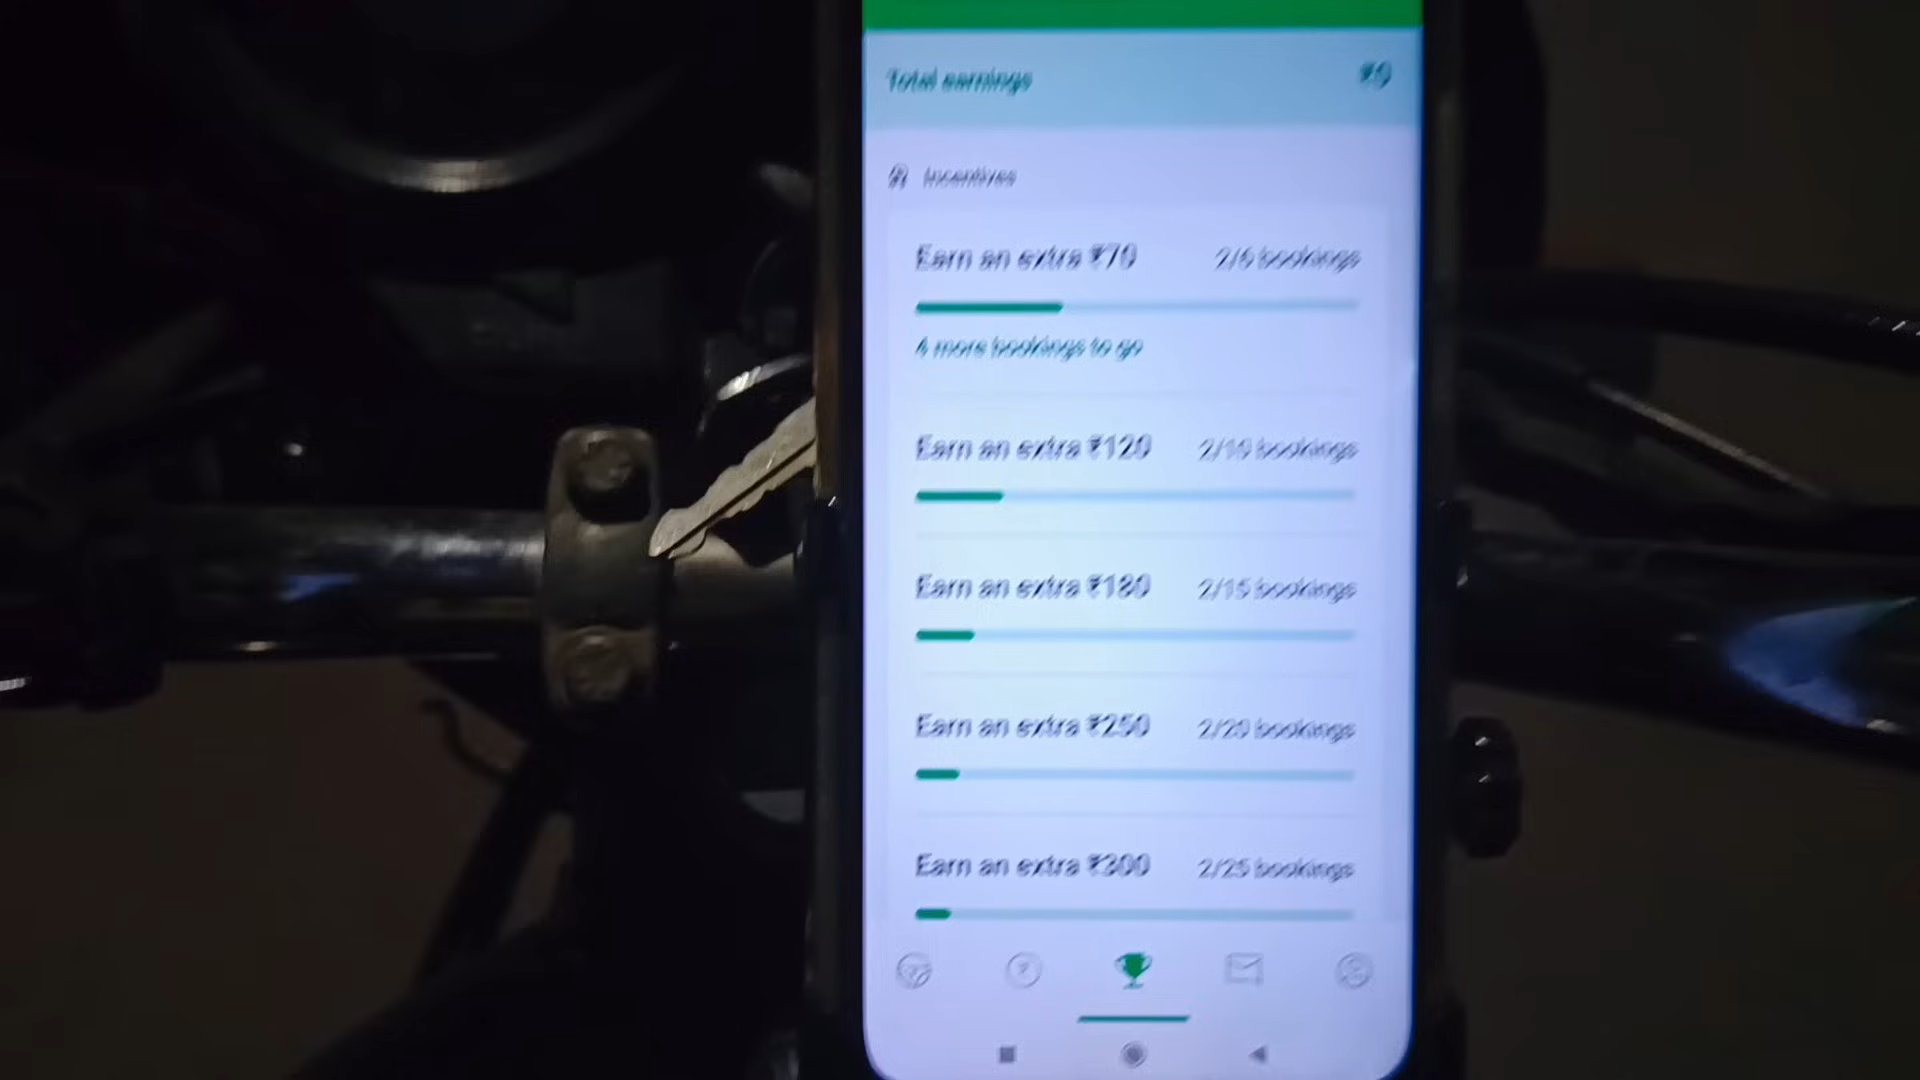 Total earnings ₹0
Incentives
Earn an extra ₹70 2/6 bookings
4 more bookings to go
Earn an extra ₹120 2/10 bookings
Earn an extra ₹180 2/15 bookings
Earn an extra ₹250 2/20 bookings
Earn an extra ₹300 2/25 bookings